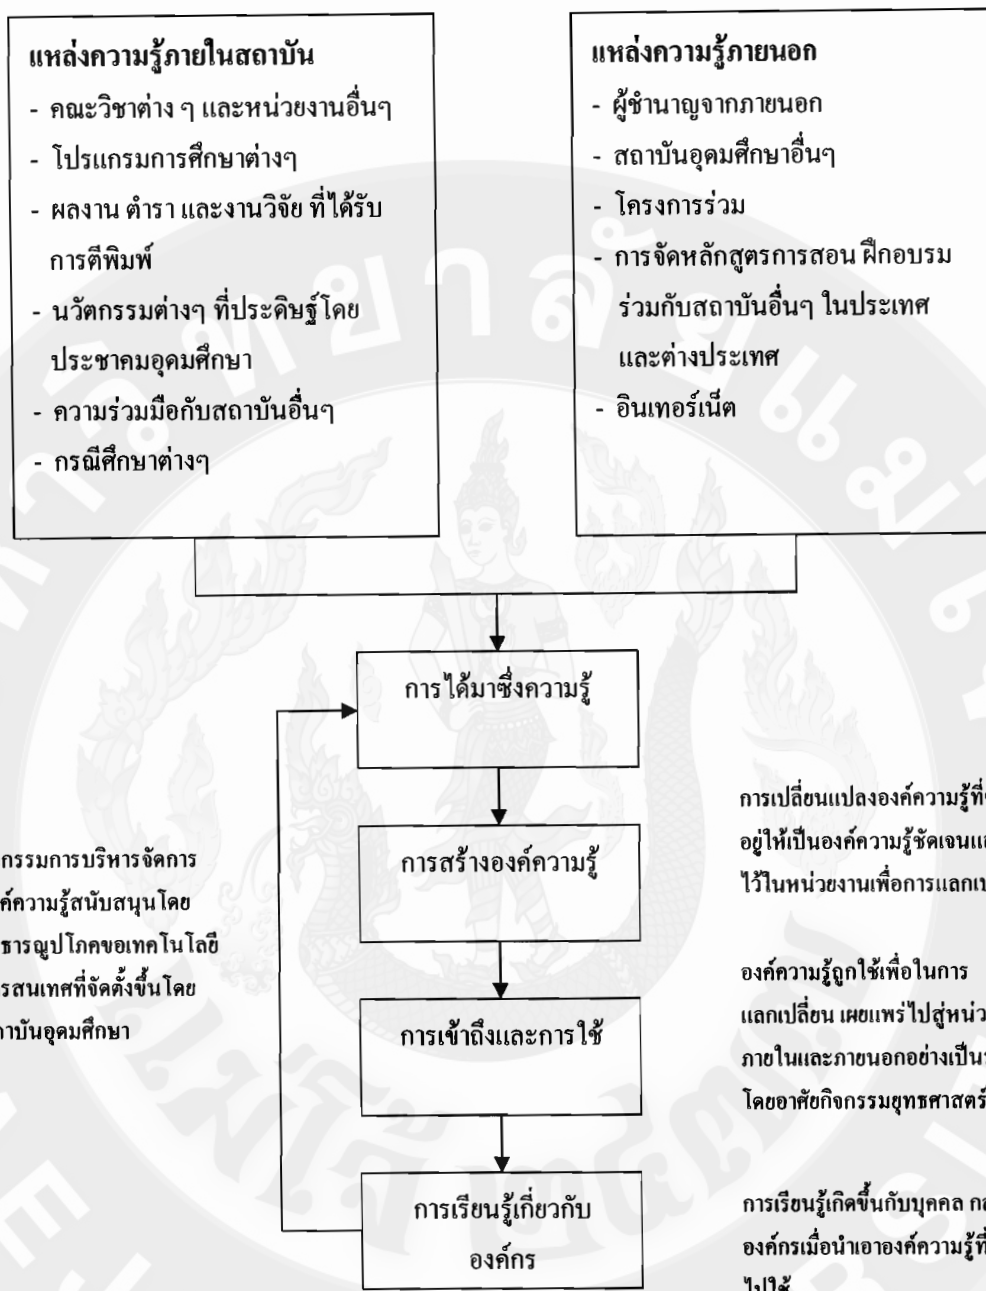 แหล่งความรู้ภายในสถาบัน
- คณะวิชาต่าง ๆ และหน่วยงานอื่นๆ
- โปรแกรมการศึกษาต่างๆ
- ผลงาน ตำรา และงานวิจัย ที่ได้รับ
การตีพิมพ์
- นวัตกรรมต่างๆ ที่ประดิษฐ์โดย
ประชาคมอุดมศึกษา
- ความร่วมมือกับสถาบันอื่นๆ
- กรณีศึกษาต่างๆ
แหล่งความรู้ภายนอก
- ผู้ชำนาญจากภายนอก
- สถาบันอุดมศึกษาอื่นๆ
- โครงการร่วม
- การจัดหลักสูตรการสอน ฝึกอบรม
ร่วมกับสถาบันอื่นๆ ในประเทศ
และต่างประเทศ
- อินเทอร์เน็ต
การได้มาซึ่งความรู้
การสร้างองค์ความรู้
การเข้าถึงและการใช้
การเรียนรู้เกี่ยวกับ
องค์กร
กรรมการบริหารจัดการ
ค์ความรู้สนับสนุนโดย
ธารณูปโภคขอเทคโนโลยี
รสนเทศที่จัดตั้งขึ้นโดย
าบันอุดมศึกษา
การเปลี่ยนแปลงองค์ความรู้ที่
อยู่ให้เป็นองค์ความรู้ชัดเจนแ
ไว้ในหน่วยงานเพื่อการแลกเ
องค์ความรู้ถูกใช้เพื่อในการ
แลกเปลี่ยน เผยแพร่ไปสู่หน่ว
ภายในและภายนอกอย่างเป็น
โดยอาศัยกิจกรรมยุทธศาสตร์
การเรียนรู้เกิดขึ้นกับบุคคล ก
องค์กรเมื่อนำเอาองค์ความรู้ที่
ไปใช้